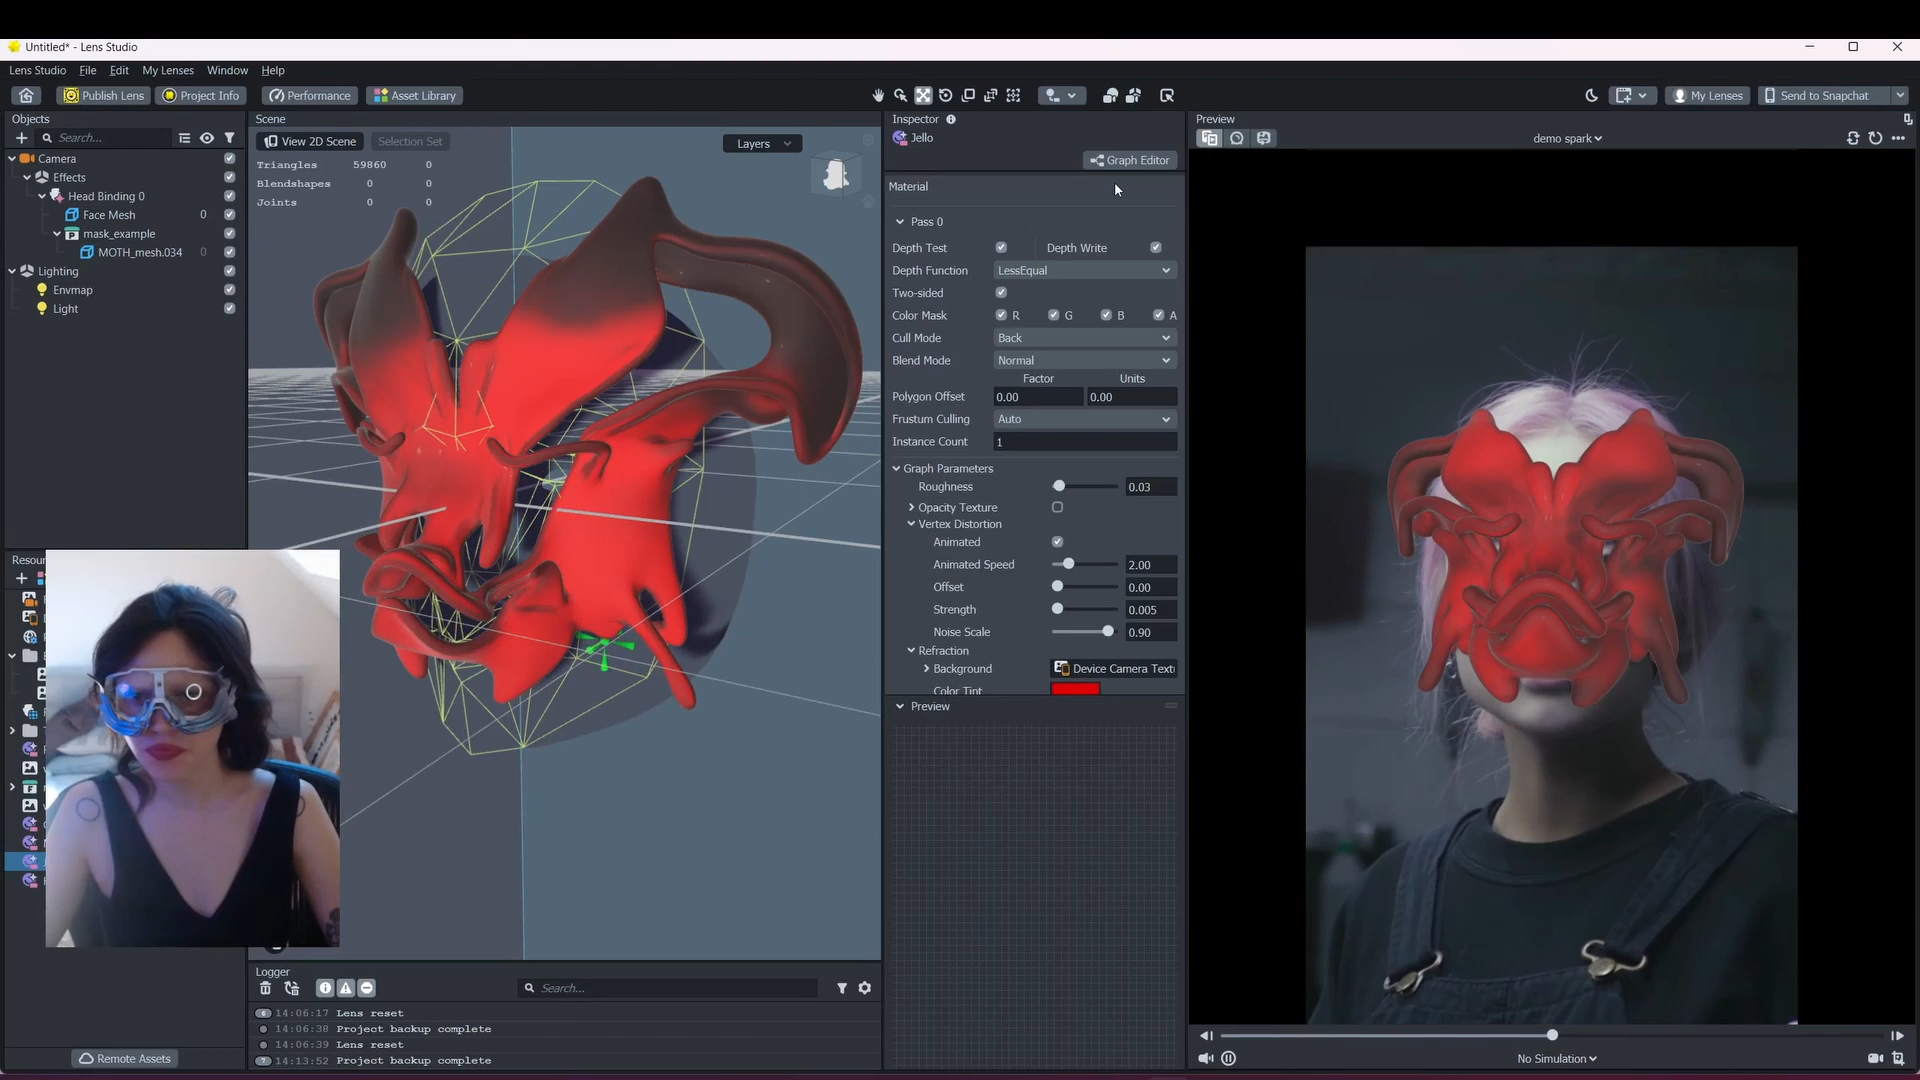 Untitled* - Lens Studio
Lens Studio File Edit My Lenses Window Help
Publish Lens Project Info Performance Asset Library My Lenses Send to Snapchat
Objects
Search...
Camera
Effects
Head Binding 0
Face Mesh 0
mask_example
MOTH_mesh.034 0
Lighting
Envmap
Light
Remote Assets
Scene
View 2D Scene Selection Set Layers
Triangles 59860 0
Blendshapes 0 0
Joints 0 0
Logger
Search...
6 14:06:17 Lens reset
14:06:38 Project backup complete
14:06:39 Lens reset
14:13:52 Project backup complete
Inspector
Jello
Graph Editor
Material
Pass 0
Depth Test Depth Write
Depth Function LessEqual
Two-sided
Color Mask R G B A
Cull Mode Back
Blend Mode Normal
Factor Units
Polygon Offset 0.00 0.00
Frustum Culling Auto
Instance Count 1
Graph Parameters
Roughness 0.03
Opacity Texture
Vertex Distortion
Animated
Animated Speed 2.00
Offset 0.00
Strength 0.005
Noise Scale 0.90
Refraction
Background Device Camera Text
Color Tint
Preview
Preview
demo spark
No Simulation